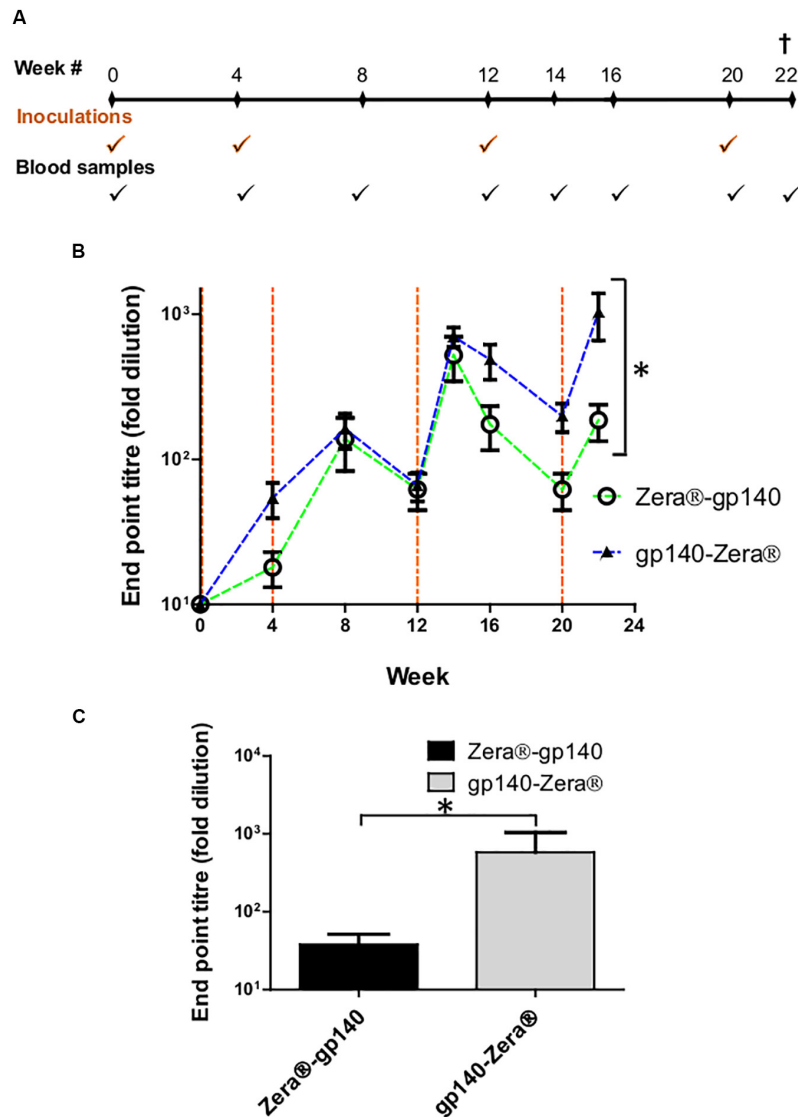 A
†
Week # 0 4 8 12 14 16 20 22
Inoculations
✓ ✓ ✓ ✓
Blood samples
✓ ✓ ✓ ✓ ✓ ✓ ✓ ✓
B
End point titre (fold dilution)
10³
10²
10¹
0 4 8 12 16 20 24
Week
*
Zera®-gp140
gp140-Zera®
C
End point titre (fold dilution)
10⁴
10³
10²
10¹
Zera®-gp140
gp140-Zera®
*
Zera®-gp140
gp140-Zera®